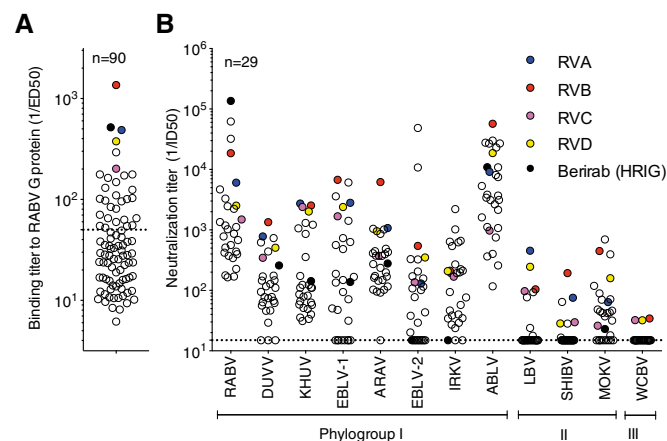 A
B
n=90
Binding titer to RABV G protein (1/ED50)
10³
10²
10¹
n=29
Neutralization titer (1/ID50)
10⁶
10⁵
10⁴
10³
10²
10¹
RVA
RVB
RVC
RVD
Berirab (HRIG)
RABV
DUVV
KHUV
EBLV-1
ARAV
EBLV-2
IRKV
ABLV
LBV
SHIBV
MOKV
WCBV
Phylogroup I
II
III